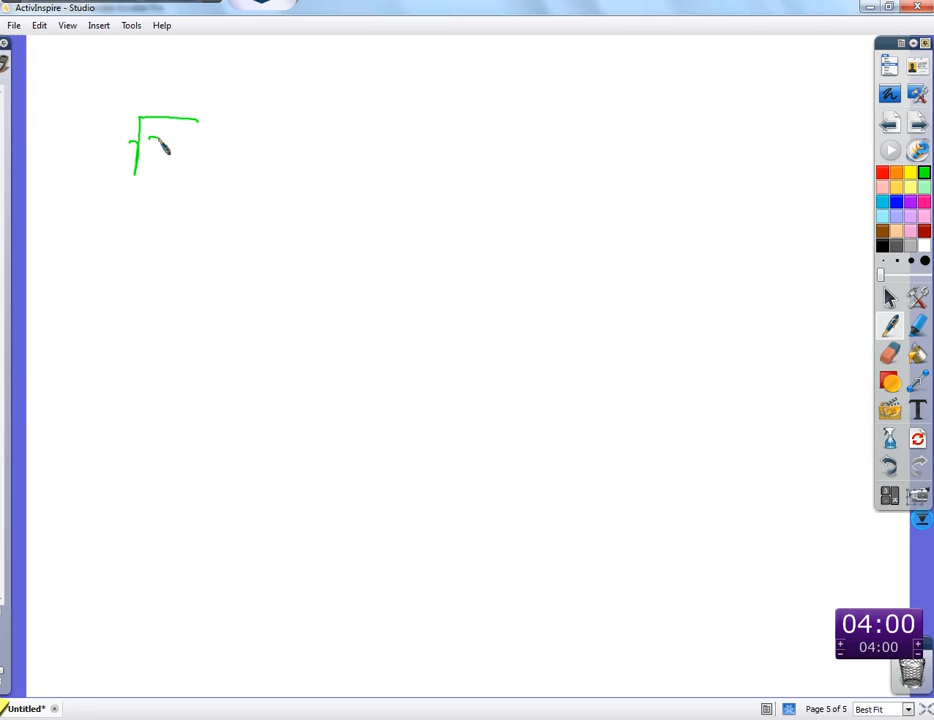 ActivInspire - Studio
File Edit View Insert Tools Help
04:00
04:00
Untitled* Page 5 of 5 Best Fit